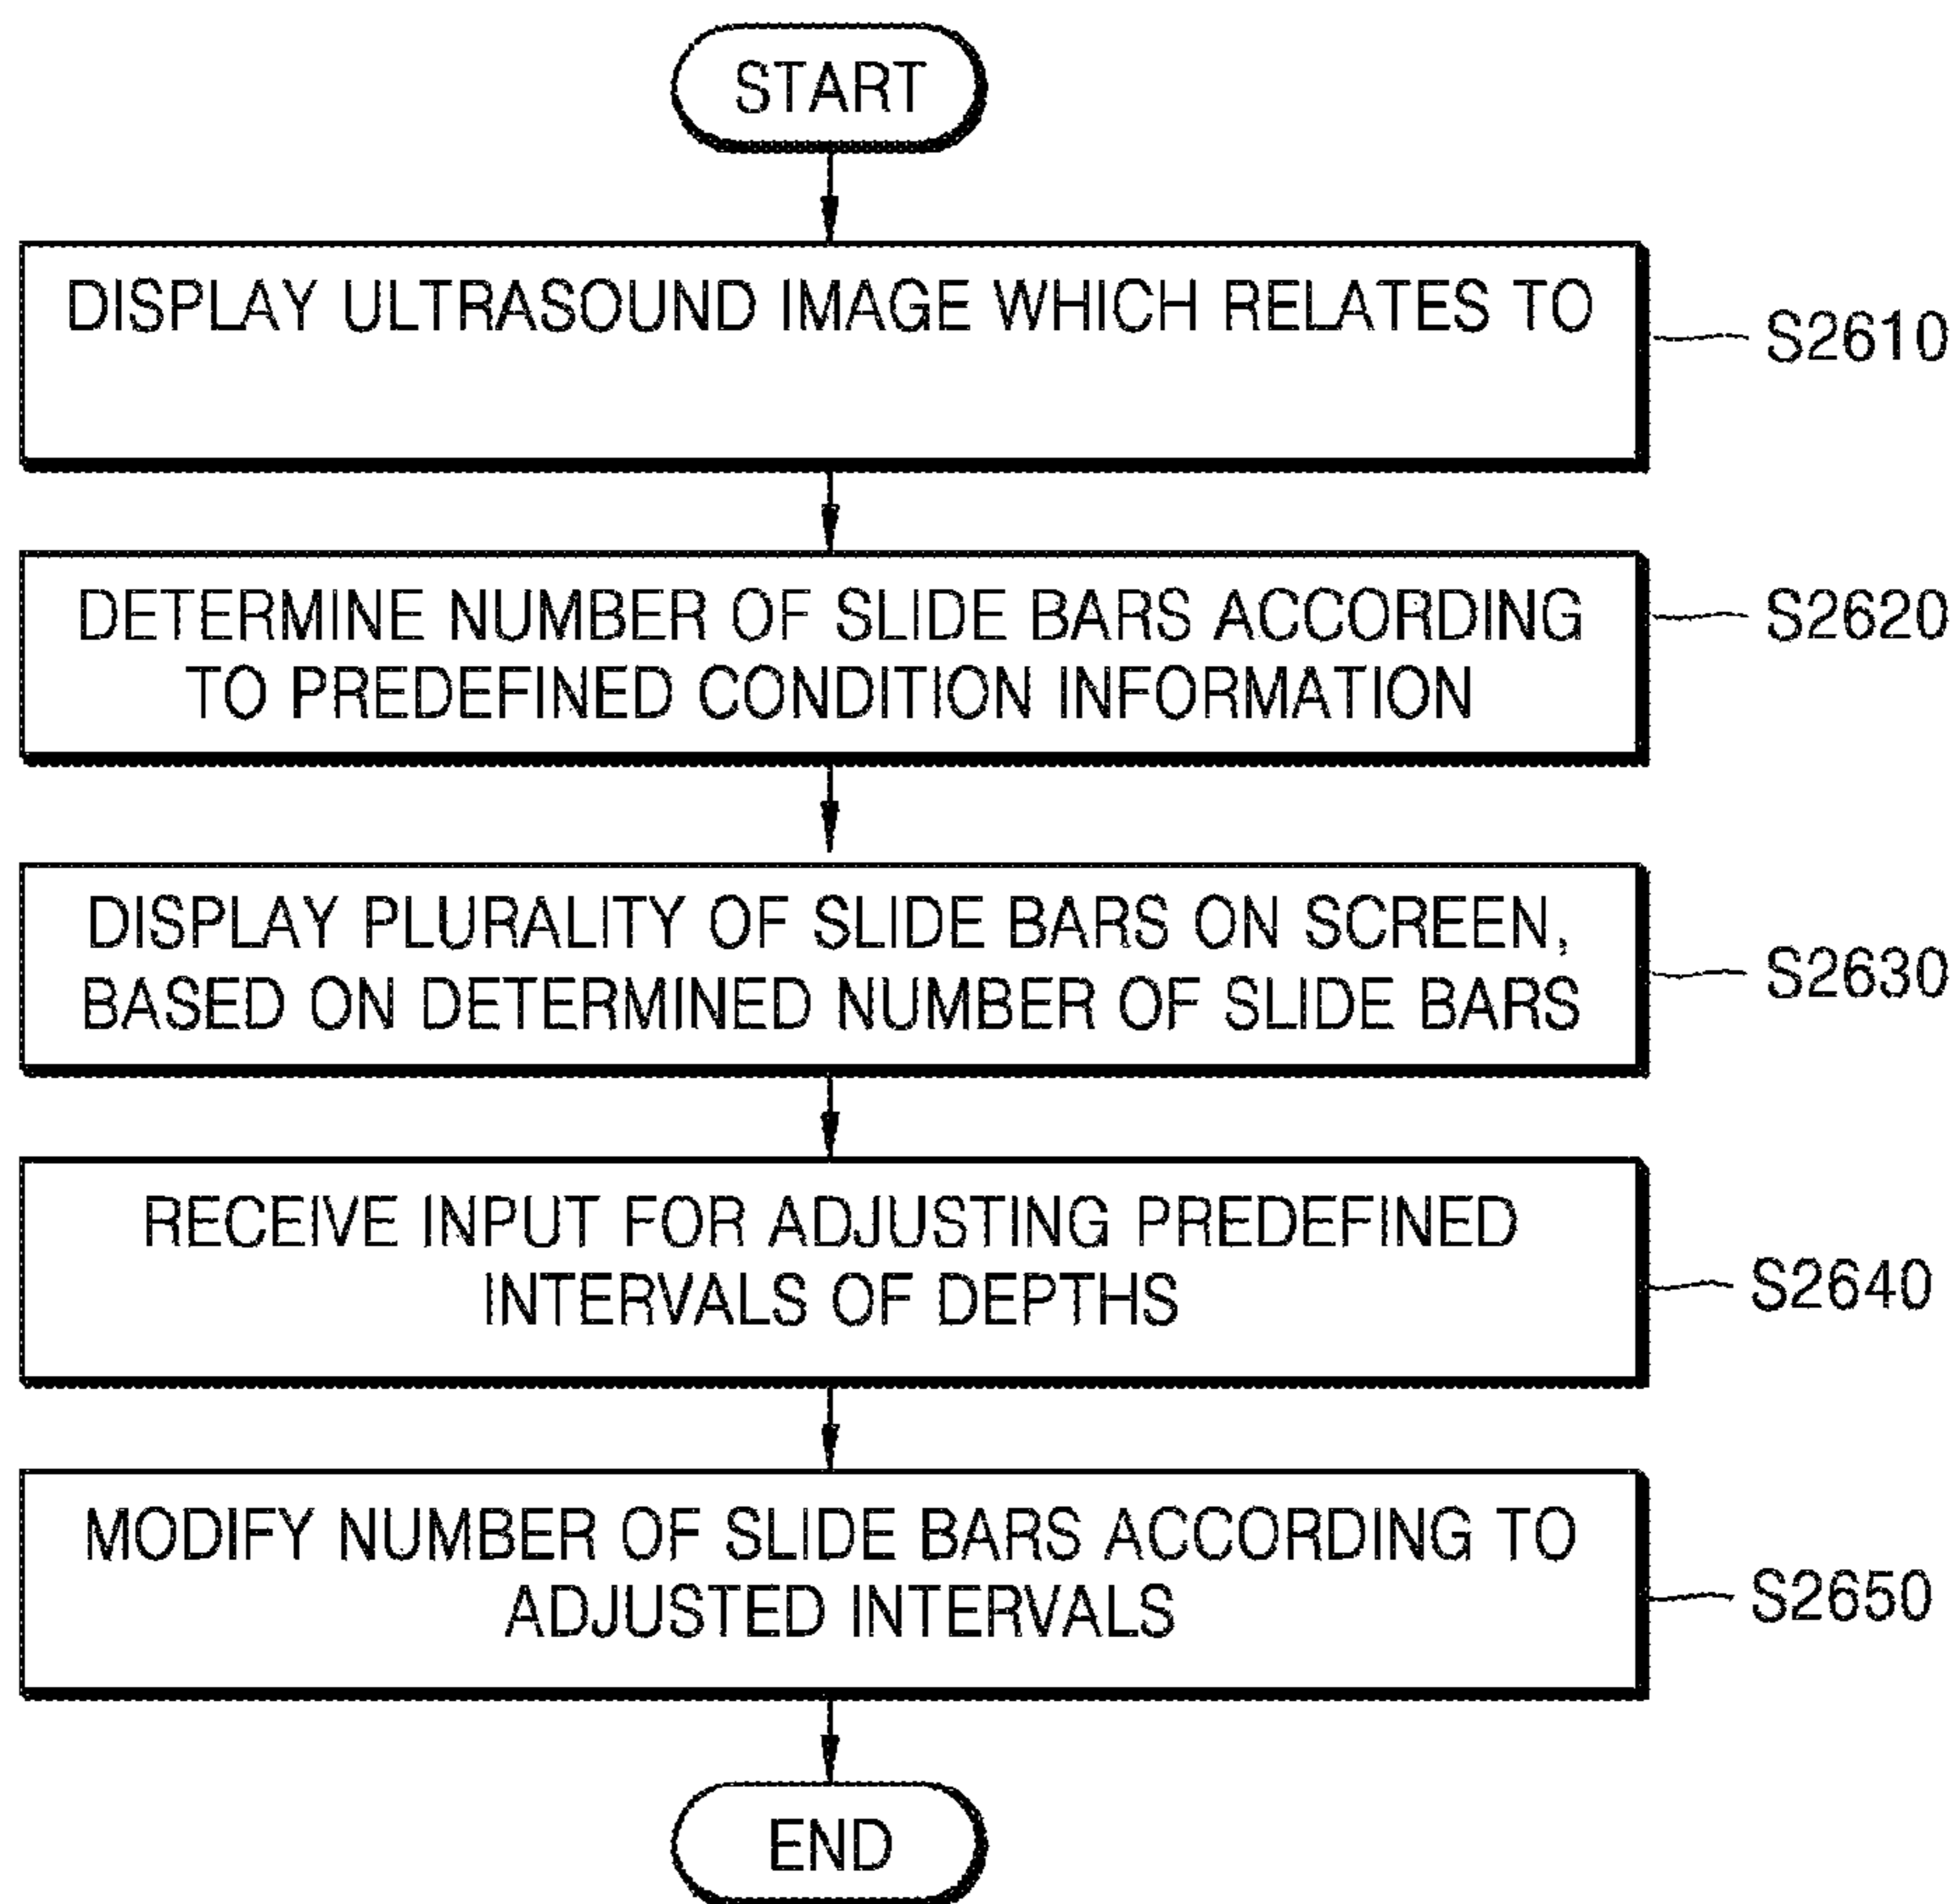 START
DISPLAY ULTRASOUND IMAGE WHICH RELATES TO
S2610
DETERMINE NUMBER OF SLIDE BARS ACCORDING
TO PREDEFINED CONDITION INFORMATION
S2620
DISPLAY PLURALITY OF SLIDE BARS ON SCREEN,
BASED ON DETERMINED NUMBER OF SLIDE BARS
S2630
RECEIVE INPUT FOR ADJUSTING PREDEFINED
INTERVALS OF DEPTHS
S2640
MODIFY NUMBER OF SLIDE BARS ACCORDING TO
ADJUSTED INTERVALS
S2650
END